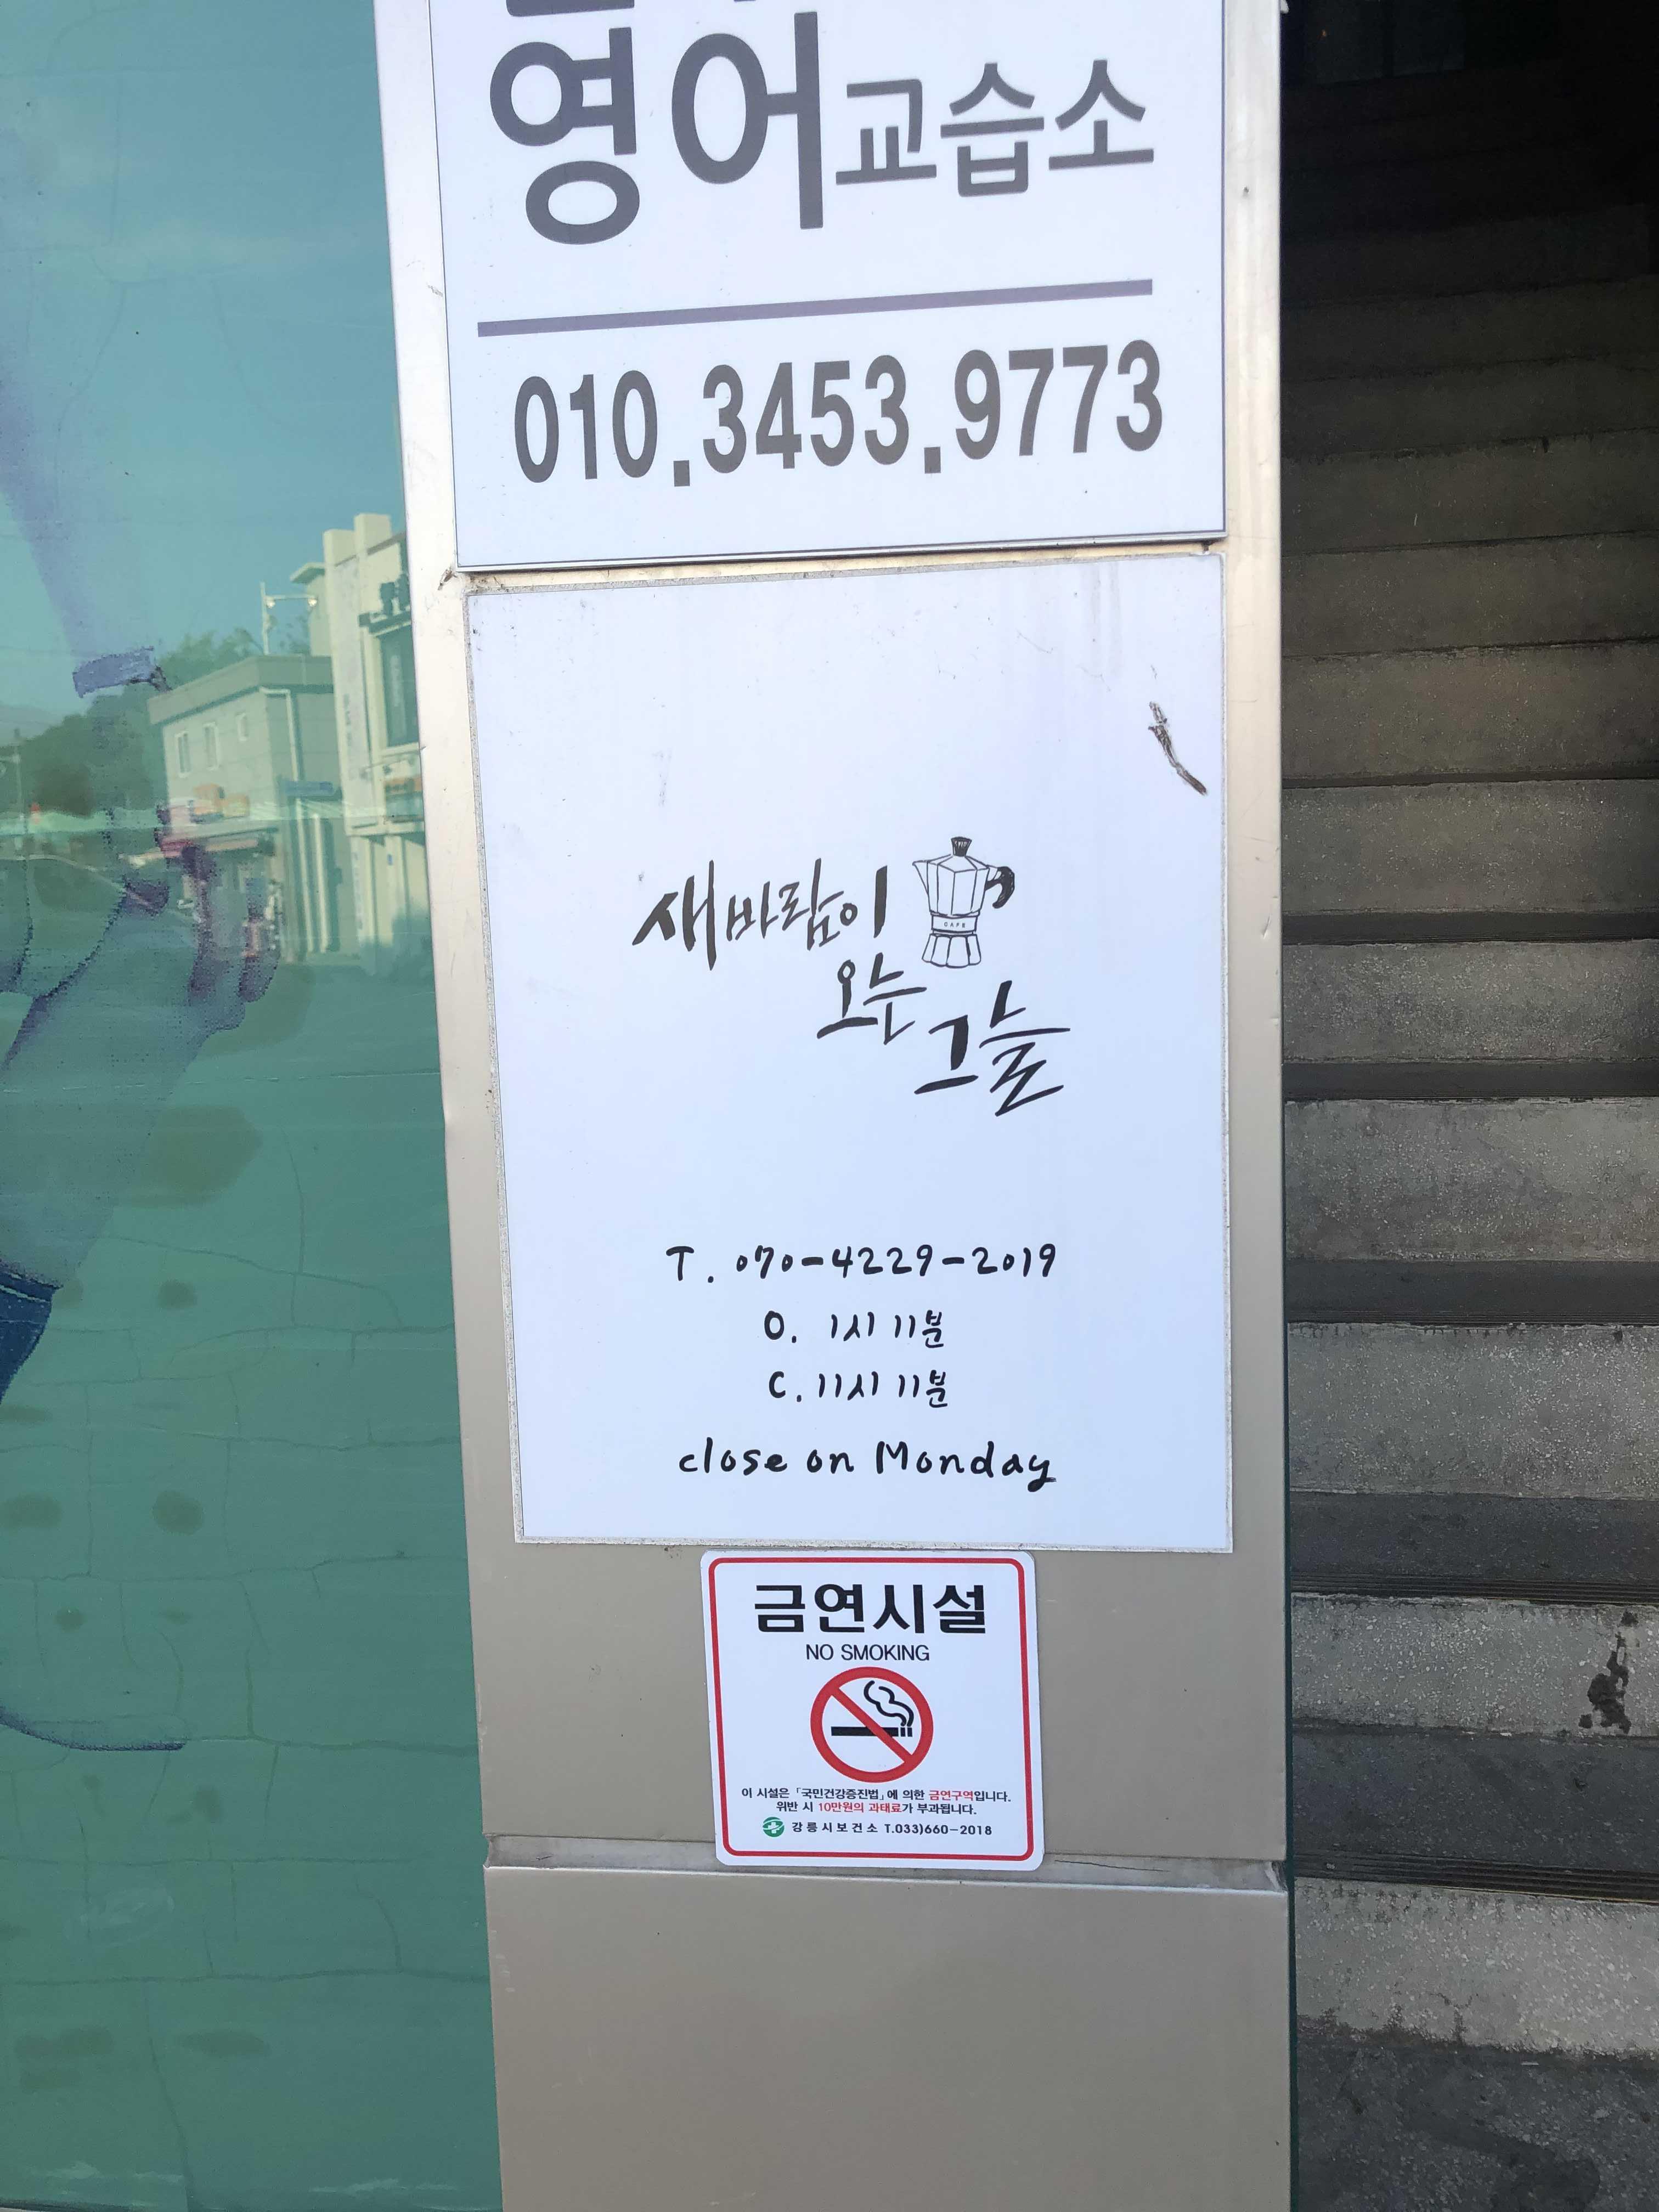 영어교습소
010.3453.9773
새바람이
CAFE
오는
그늘
T. 070-4229-2019
O. 1시 11분
C. 11시 11분
close on Monday
금연시설
NO SMOKING
이 시설은 「국민건강증진법」에 의한 금연구역입니다.
위반 시 10만원의 과태료가 부과됩니다.
강릉시보건소 T.033)660-2018